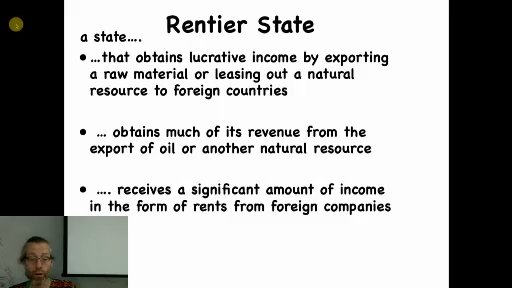 Rentier State
a state….
• …that obtains lucrative income by exporting
a raw material or leasing out a natural
resource to foreign countries
• … obtains much of its revenue from the
export of oil or another natural resource
• …. receives a significant amount of income
in the form of rents from foreign companies